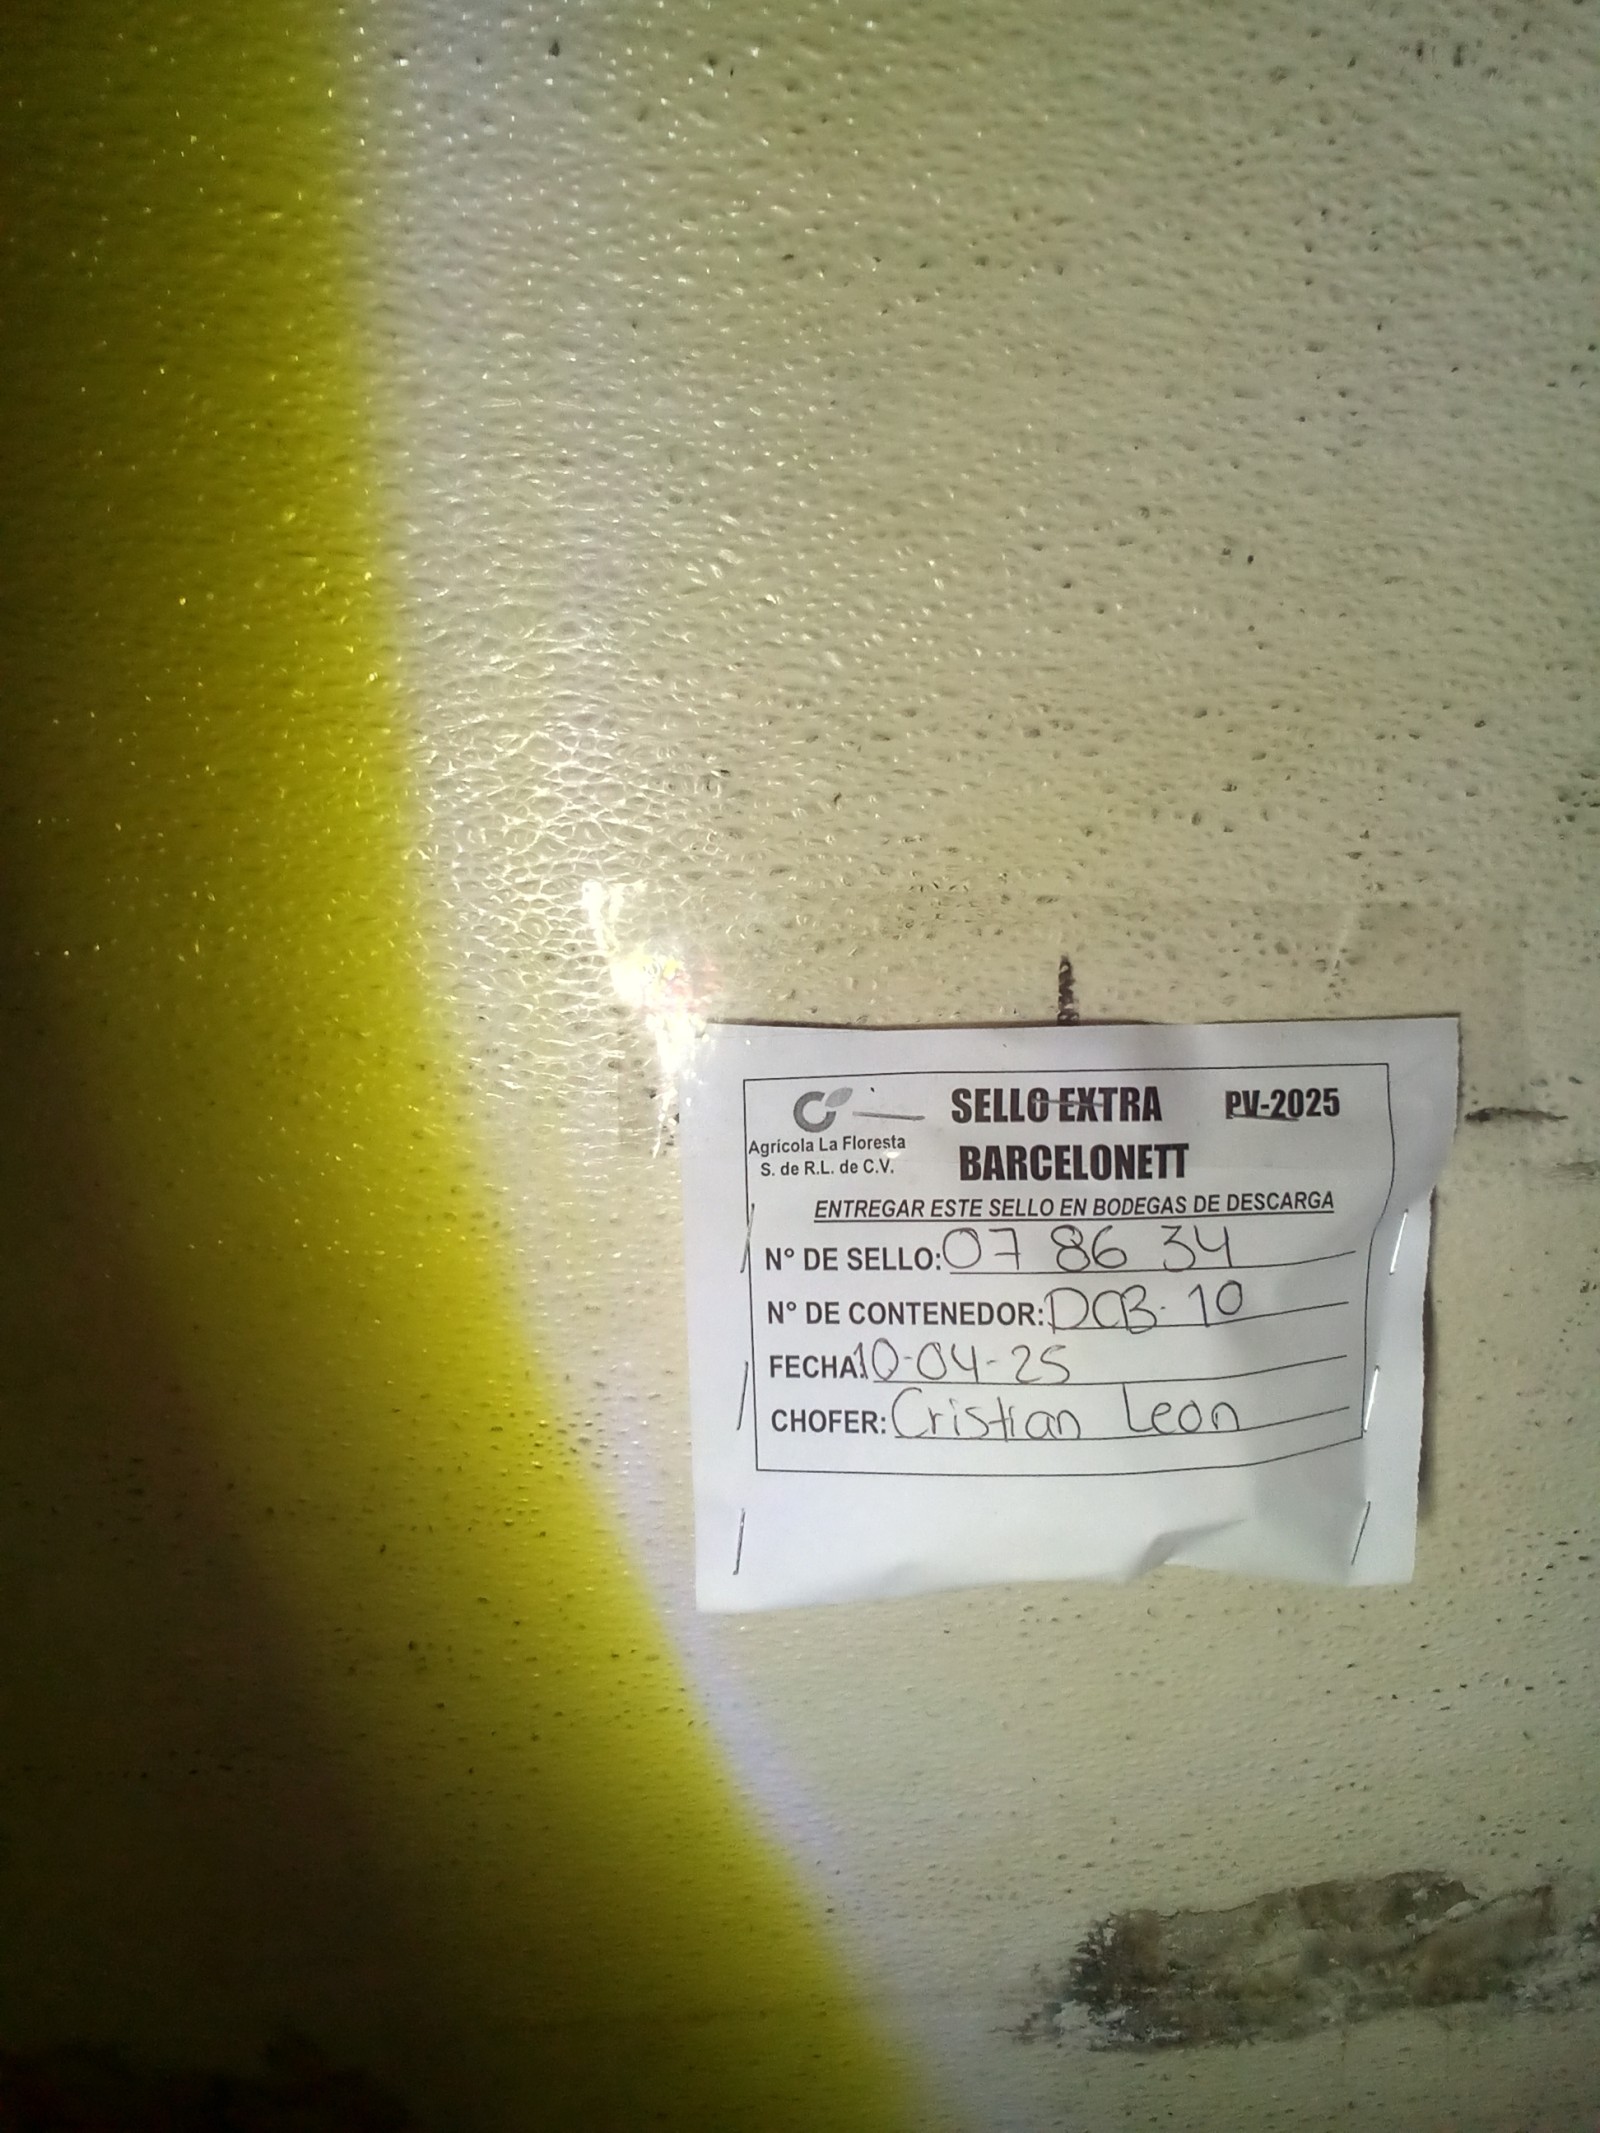 SELLO EXTRA PV-2025
Agrícola La Floresta
S. de R.L. de C.V.
BARCELONETT
ENTREGAR ESTE SELLO EN BODEGAS DE DESCARGA
N° DE SELLO: 07 86 34
N° DE CONTENEDOR: DCB-10
FECHA: 10-04-25
CHOFER: Cristian Leon